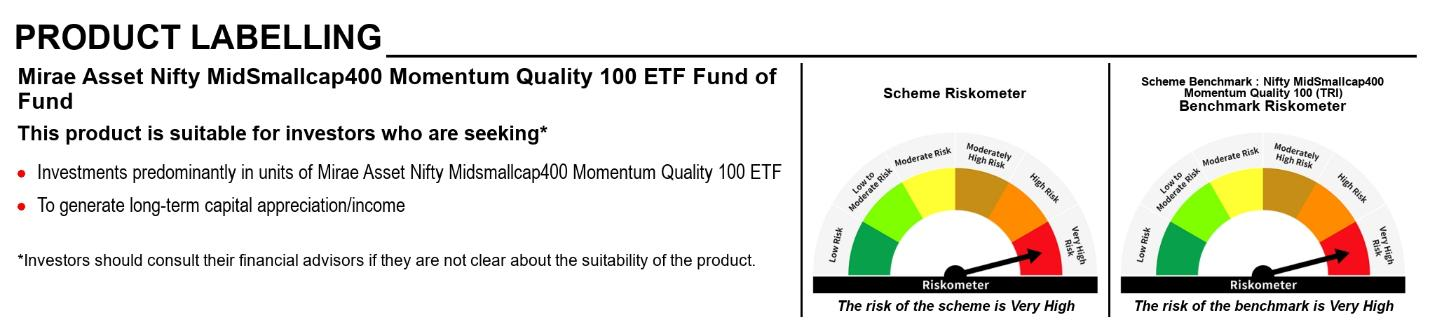 PRODUCT LABELLING
Mirae Asset Nifty MidSmallcap400 Momentum Quality 100 ETF Fund of
Fund
This product is suitable for investors who are seeking*
• Investments predominantly in units of Mirae Asset Nifty Midsmallcap400 Momentum Quality 100 ETF
• To generate long-term capital appreciation/income
*Investors should consult their financial advisors if they are not clear about the suitability of the product.
Scheme Riskometer
Low Risk
Low to
Moderate Risk
Moderate Risk
Moderately
High Risk
High Risk
Very High
Risk
Riskometer
The risk of the scheme is Very High
Scheme Benchmark : Nifty MidSmallcap400
Momentum Quality 100 (TRI)
Benchmark Riskometer
Low Risk
Low to
Moderate Risk
Moderate Risk
Moderately
High Risk
High Risk
Very High
Risk
Riskometer
The risk of the benchmark is Very High